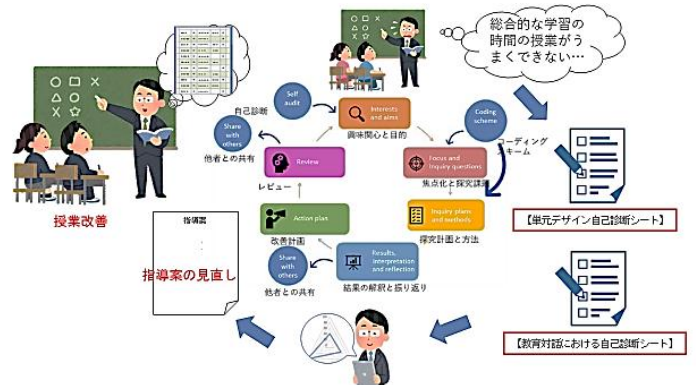 総合的な学習の
時間の授業がう
まくできない…
Self
audit
自己診断
Interests
and aims
興味関心と目的
Coding
scheme
コーディング
スキーム
Share
with
others
他者との共有
Review
レビュー
Focus and
Inquiry questions
焦点化と探究課題
【単元デザイン自己診断シート】
授業改善
Action plan
改善計画
Inquiry plans
and methods
探究計画と方法
指導案
指導案の見直し
Share
with
others
他者との共有
Results,
Interpretation
and reflection
結果の解釈と振り返り
【教育対話における自己診断シート】